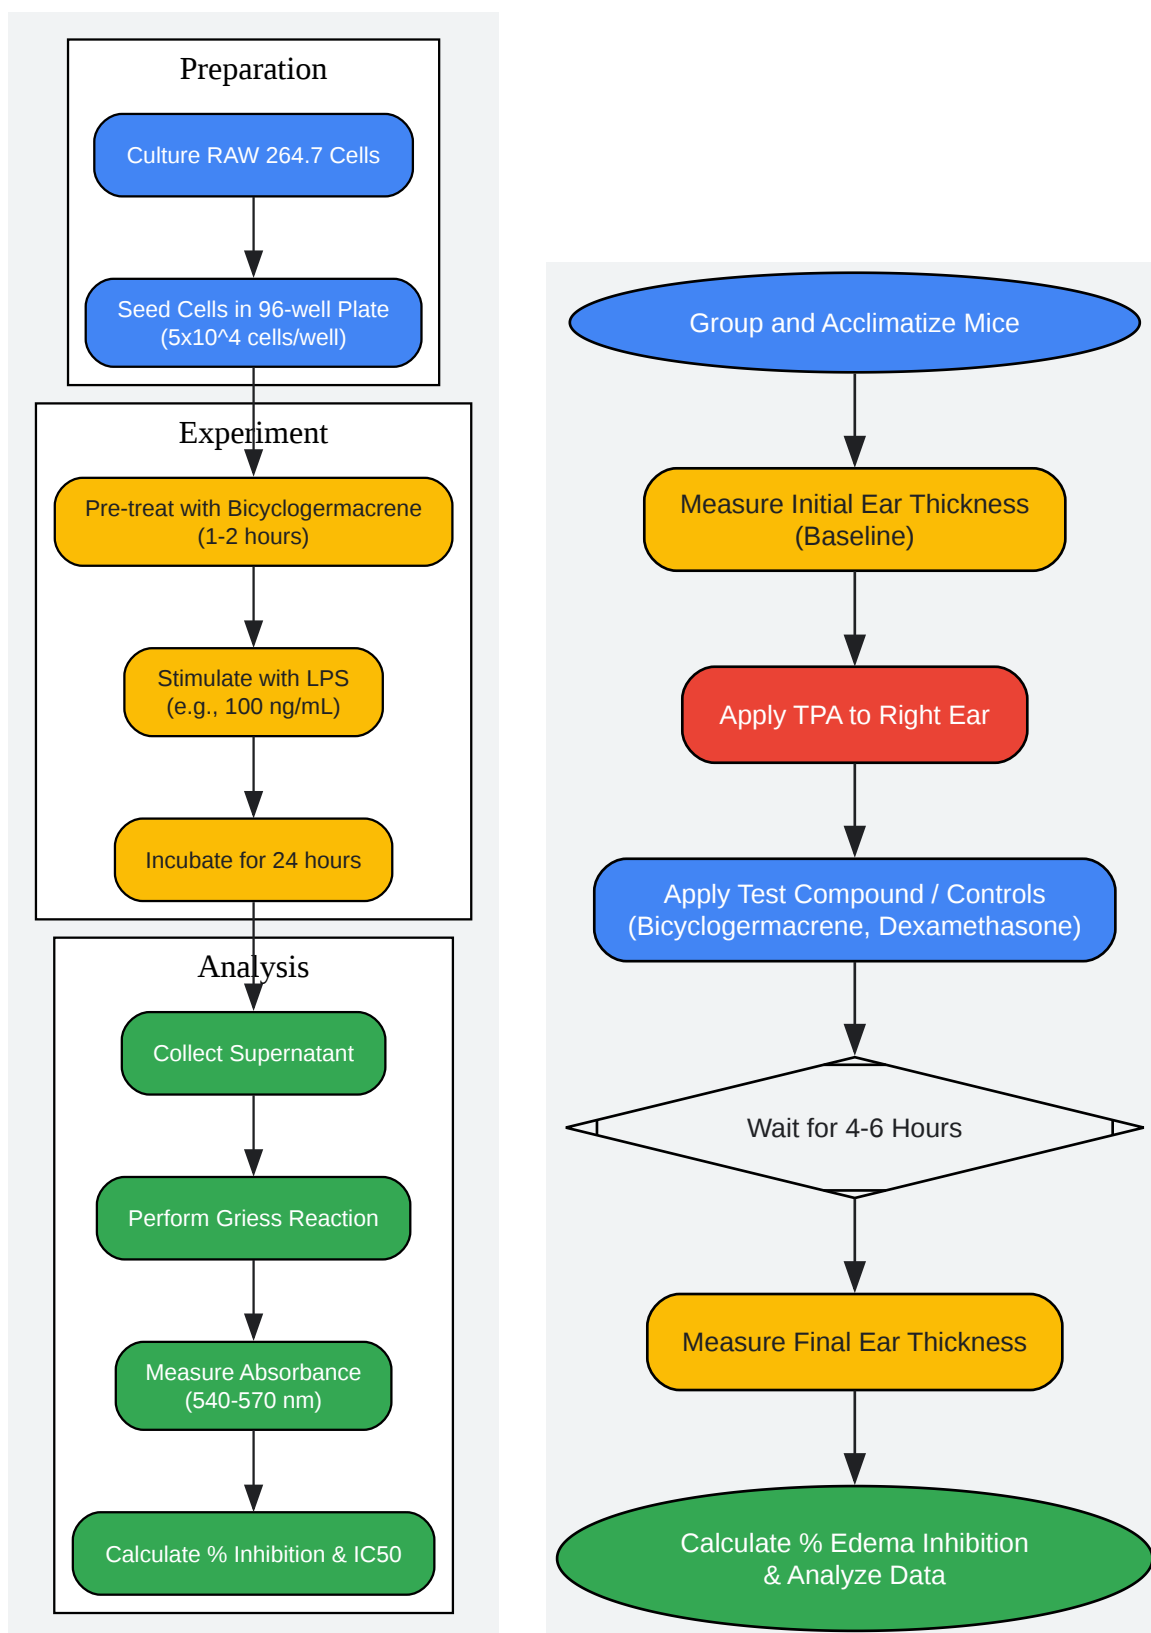 Preparation
Culture RAW 264.7 Cells
Seed Cells in 96-well Plate
(5x10^4 cells/well)
Experiment
Pre-treat with Bicyclogermacrene
(1-2 hours)
Stimulate with LPS
(e.g., 100 ng/mL)
Incubate for 24 hours
Analysis
Collect Supernatant
Perform Griess Reaction
Measure Absorbance
(540-570 nm)
Calculate % Inhibition & IC50
Group and Acclimatize Mice
Measure Initial Ear Thickness
(Baseline)
Apply TPA to Right Ear
Apply Test Compound / Controls
(Bicyclogermacrene, Dexamethasone)
Wait for 4-6 Hours
Measure Final Ear Thickness
Calculate % Edema Inhibition
& Analyze Data